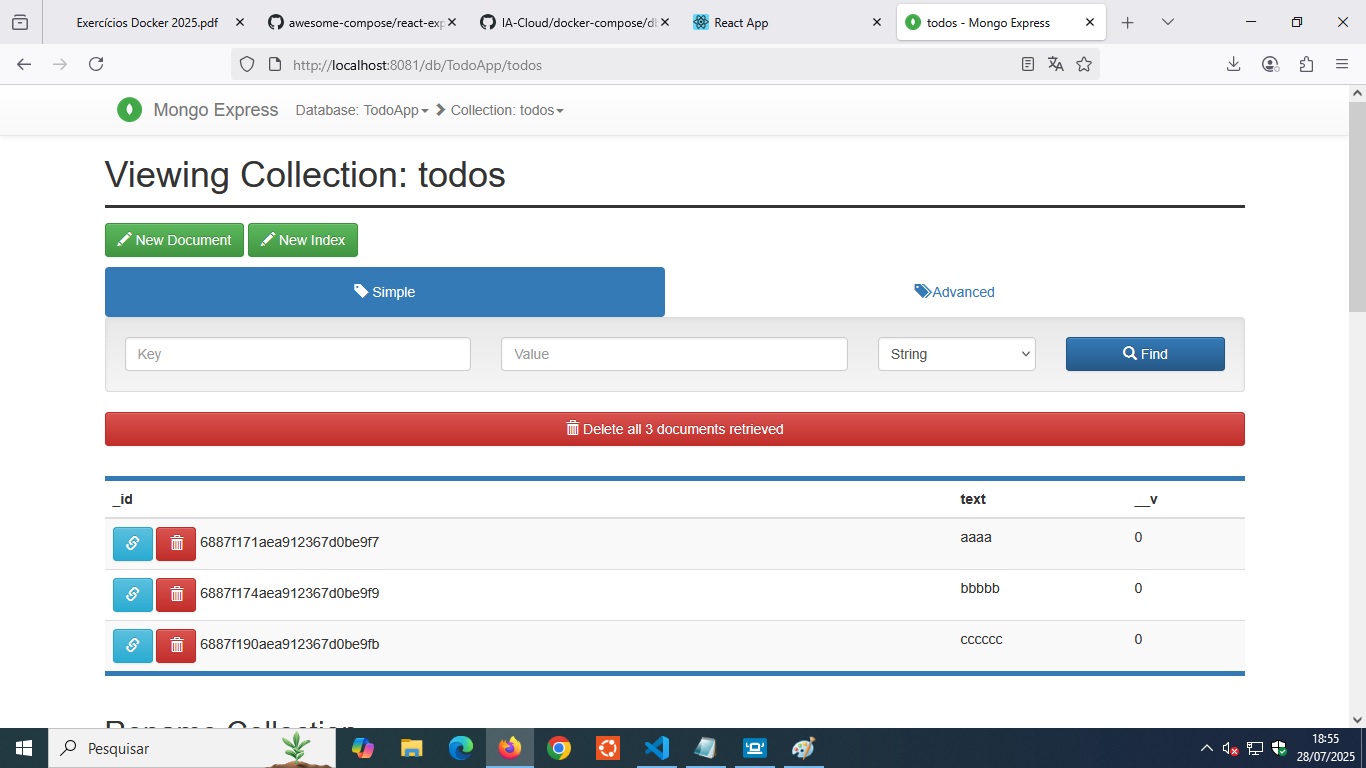 Exercícios Docker 2025.pdf
awesome-compose/react-exp
IA-Cloud/docker-compose/d
React App
todos - Mongo Express
http://localhost:8081/db/TodoApp/todos
Mongo Express
Database: TodoApp
Collection: todos
Viewing Collection: todos
New Document
New Index
Simple
Advanced
Key
Value
String
Find
Delete all 3 documents retrieved
_id text __v
6887f171aea912367d0be9f7 aaaa 0
6887f174aea912367d0be9f9 bbbbb 0
6887f190aea912367d0be9fb cccccc 0
Rename Collection
Pesquisar
18:55
28/07/2025